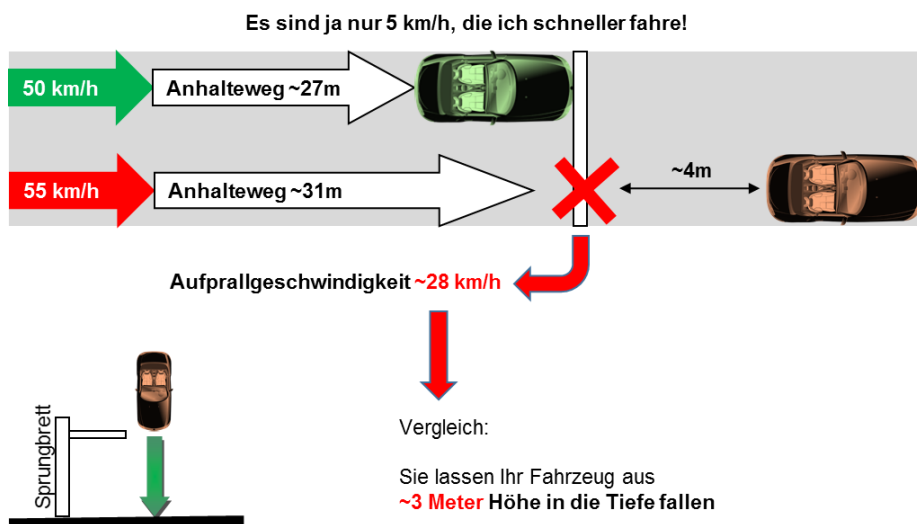 Es sind ja nur 5 km/h, die ich schneller fahre!
50 km/h
Anhalteweg ~27m
55 km/h
Anhalteweg ~31m
~4m
Aufprallgeschwindigkeit ~28 km/h
Sprungbrett
Vergleich:
Sie lassen Ihr Fahrzeug aus
~3 Meter Höhe in die Tiefe fallen